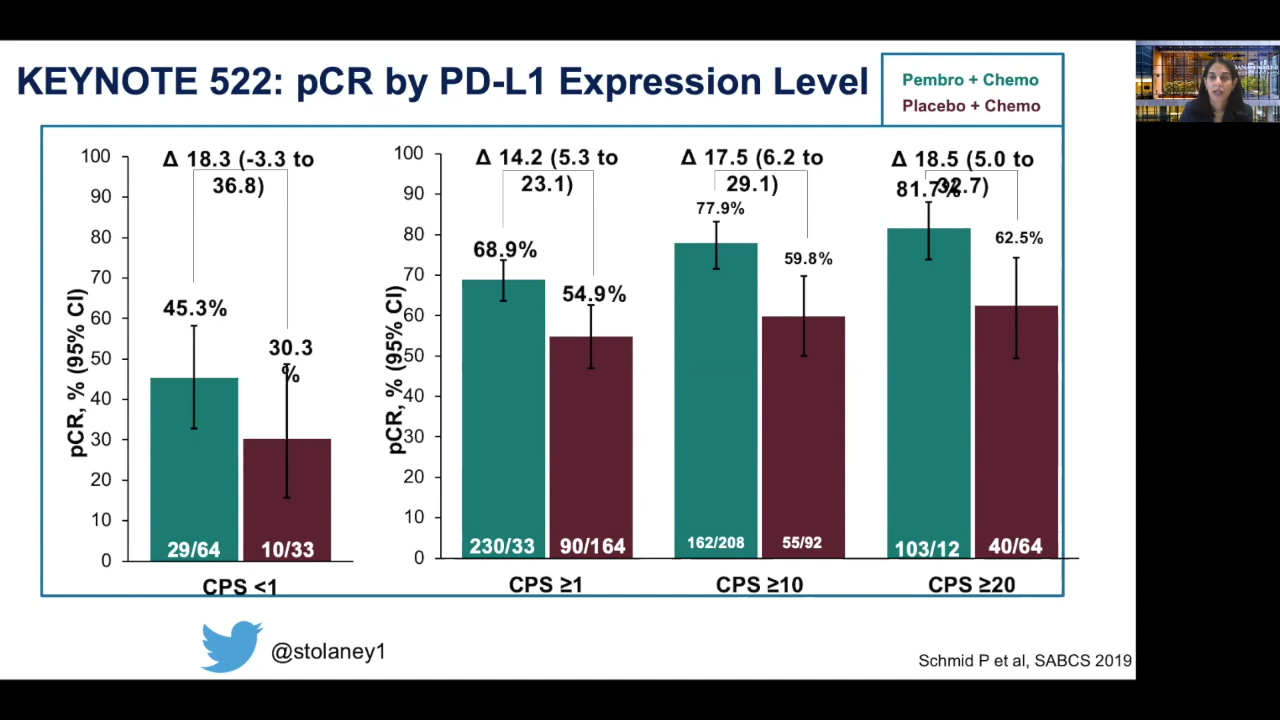 KEYNOTE 522: pCR by PD-L1 Expression Level
Pembro + Chemo
Placebo + Chemo
pCR, % (95% CI)
100
90
80
70
60
50
40
30
20
10
0
Δ 18.3 (-3.3 to
36.8)
45.3%
30.3
%
29/64
10/33
CPS <1
pCR, % (95% CI)
100
90
80
70
60
50
40
30
20
10
0
Δ 14.2 (5.3 to
23.1)
68.9%
54.9%
230/33
90/164
CPS ≥1
Δ 17.5 (6.2 to
29.1)
77.9%
59.8%
162/208
55/92
CPS ≥10
Δ 18.5 (5.0 to
32.7)
81.7%
62.5%
103/12
40/64
CPS ≥20
@stolaney1
Schmid P et al, SABCS 2019